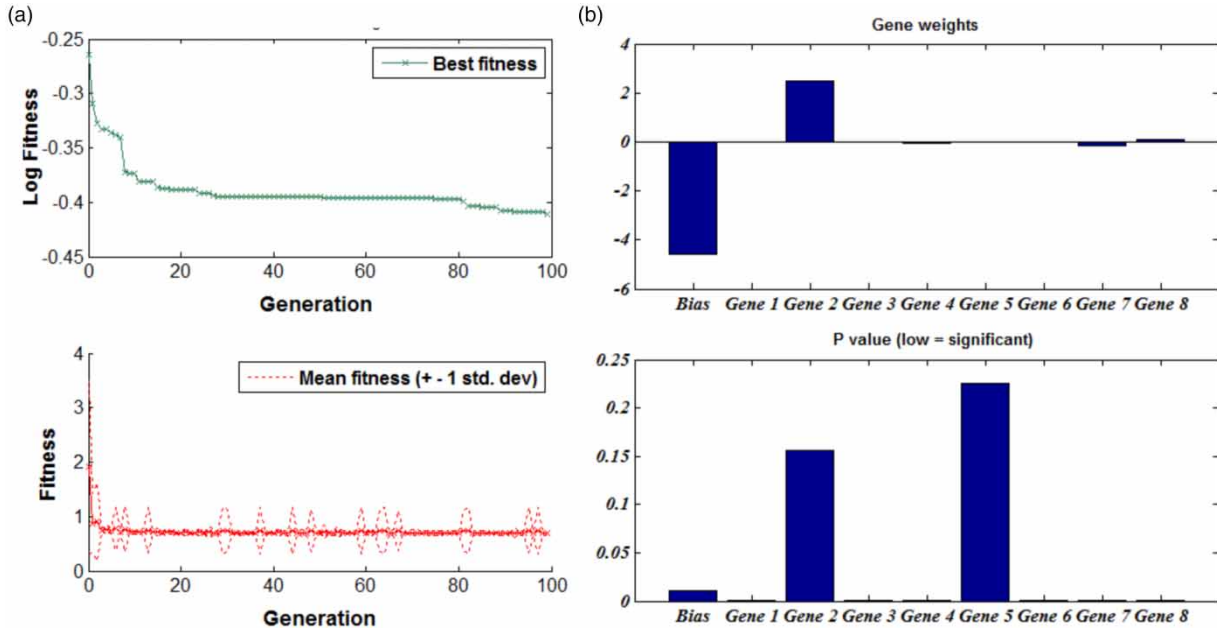 (a)
-0.25
-0.3
-0.35
-0.4
-0.45
Log Fitness
Best fitness
0 20 40 60 80 100
Generation
4
3
2
1
0
Fitness
Mean fitness (+ - 1 std. dev)
0 20 40 60 80 100
Generation
(b)
Gene weights
4
2
0
-2
-4
-6
Bias Gene 1 Gene 2 Gene 3 Gene 4 Gene 5 Gene 6 Gene 7 Gene 8
P value (low = significant)
0.25
0.2
0.15
0.1
0.05
0
Bias Gene 1 Gene 2 Gene 3 Gene 4 Gene 5 Gene 6 Gene 7 Gene 8